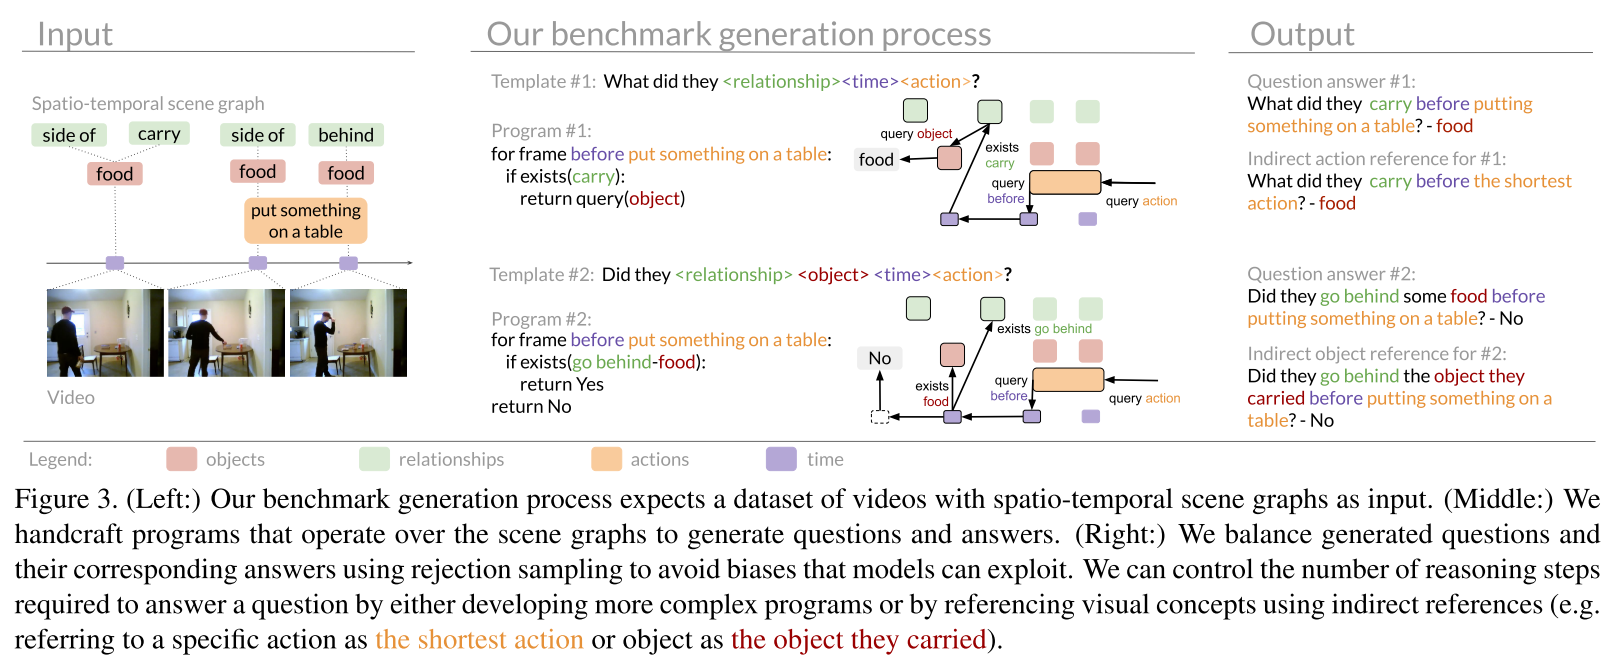 Input
Our benchmark generation process
Output
Spatio-temporal scene graph
side of
carry
side of
behind
food
food
food
put something
on a table
Video
Template #1: What did they <relationship><time><action>?
Program #1:
for frame before put something on a table:
if exists(carry):
return query(object)
query object
food
exists
carry
query
before
query action
Template #2: Did they <relationship> <object> <time><action>?
Program #2:
for frame before put something on a table:
if exists(go behind-food):
return Yes
return No
exists go behind
No
exists
food
query
before
query action
Question answer #1:
What did they carry before putting
something on a table? - food
Indirect action reference for #1:
What did they carry before the shortest
action? - food
Question answer #2:
Did they go behind some food before
putting something on a table? - No
Indirect object reference for #2:
Did they go behind the object they
carried before putting something on a
table? - No
Legend:
objects
relationships
actions
time
Figure 3. (Left:) Our benchmark generation process expects a dataset of videos with spatio-temporal scene graphs as input. (Middle:) We
handcraft programs that operate over the scene graphs to generate questions and answers. (Right:) We balance generated questions and
their corresponding answers using rejection sampling to avoid biases that models can exploit. We can control the number of reasoning steps
required to answer a question by either developing more complex programs or by referencing visual concepts using indirect references (e.g.
referring to a specific action as the shortest action or object as the object they carried).